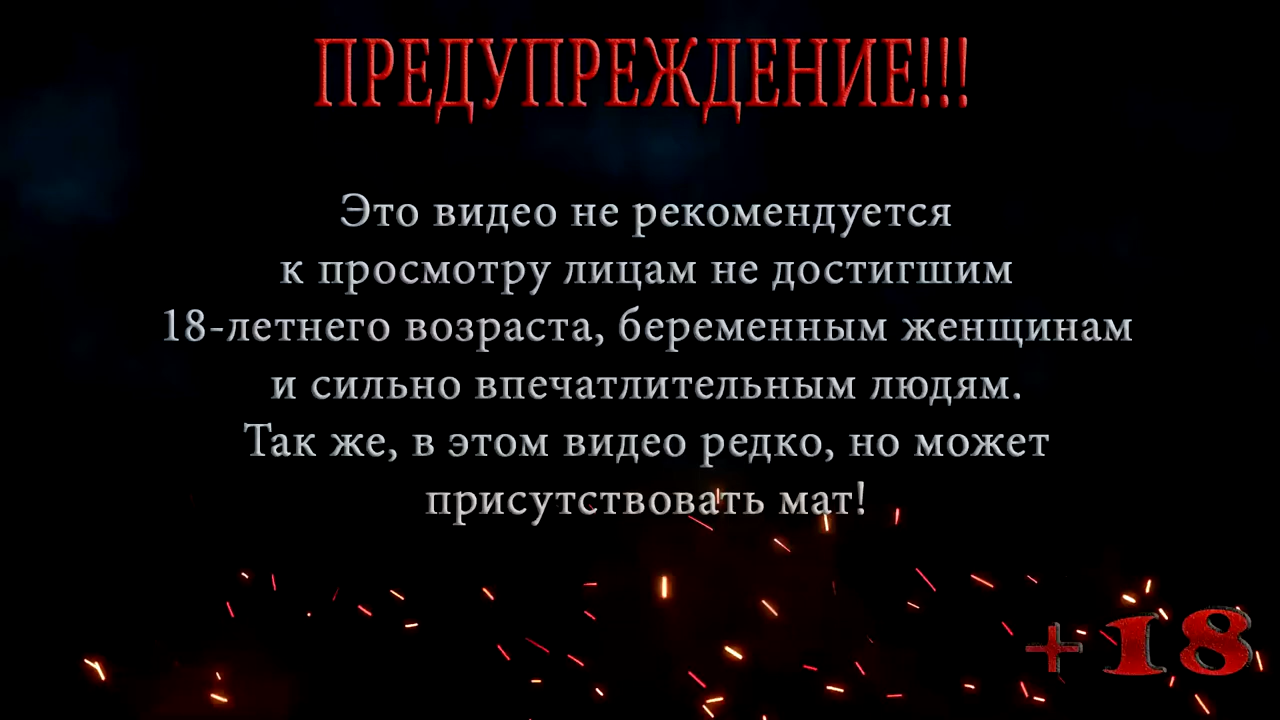 ПРЕДУПРЕЖДЕНИЕ!!!
Это видео не рекомендуется
к просмотру лицам не достигшим
18-летнего возраста, беременным женщинам
и сильно впечатлительным людям.
Так же, в этом видео редко, но может
присутствовать мат!
+18